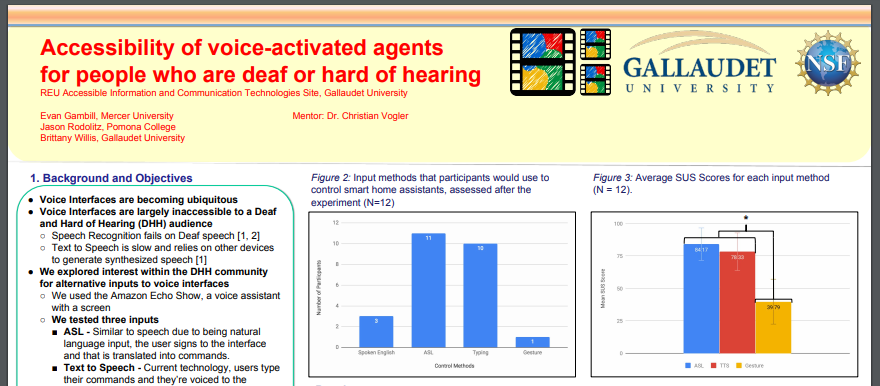 Accessibility of voice-activated agents
for people who are deaf or hard of hearing
REU Accessible Information and Communication Technologies Site, Gallaudet University
Evan Gambill, Mercer University
Mentor: Dr. Christian Vogler
Jason Rodolitz, Pomona College
Brittany Willis, Gallaudet University
GALLAUDET
UNIVERSITY
NSF
1. Background and Objectives
● Voice Interfaces are becoming ubiquitous
● Voice Interfaces are largely inaccessible to a Deaf
and Hard of Hearing (DHH) audience
○ Speech Recognition fails on Deaf speech [1, 2]
○ Text to Speech is slow and relies on other devices
to generate synthesized speech [1]
● We explored interest within the DHH community
for alternative inputs to voice interfaces
○ We used the Amazon Echo Show, a voice assistant
with a screen
○ We tested three inputs
■ ASL - Similar to speech due to being natural
language input, the user signs to the interface
and that is translated into commands.
■ Text to Speech - Current technology, users type
their commands and they're voiced to the
Figure 2: Input methods that participants would use to
control smart home assistants, assessed after the
experiment (N=12)
Number of Participants
12
10
8
6
4
2
0
3
11
10
1
Spoken English
ASL
Typing
Gesture
Control Methods
Figure 3: Average SUS Scores for each input method
(N = 12).
Mean SUS Score
100
75
50
25
0
*
84.17
39.79
ASL
TTS
Gesture